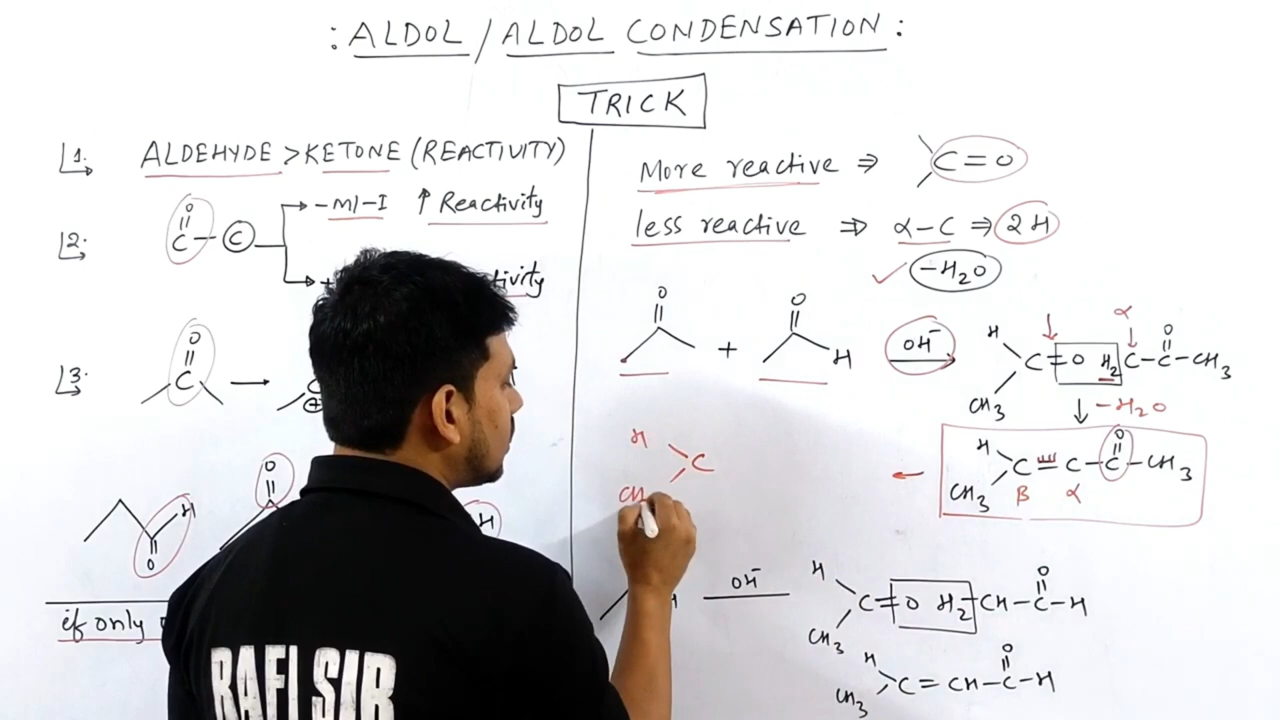 : ALDOL / ALDOL CONDENSATION :
TRICK
1. ALDEHYDE > KETONE (REACTIVITY)
2. O
C - C
-M/-I ↑ Reactivity
3. O
C
C
⊕
O H
O
H
if only
More reactive ⇒ C=O
less reactive ⇒ α-C ⇒ 2H
✓ -H2O
O + O H
OH-
H
CH3
C=O H2 C-C-CH3
α O
↓ -H2O
H
CH3
C=C-C-CH3
O
β α
←
H
C
CH
OH-
H
CH3
C=O H2 CH-C-H
O
H
CH3
C=CH-C-H
O
RAFI SIR